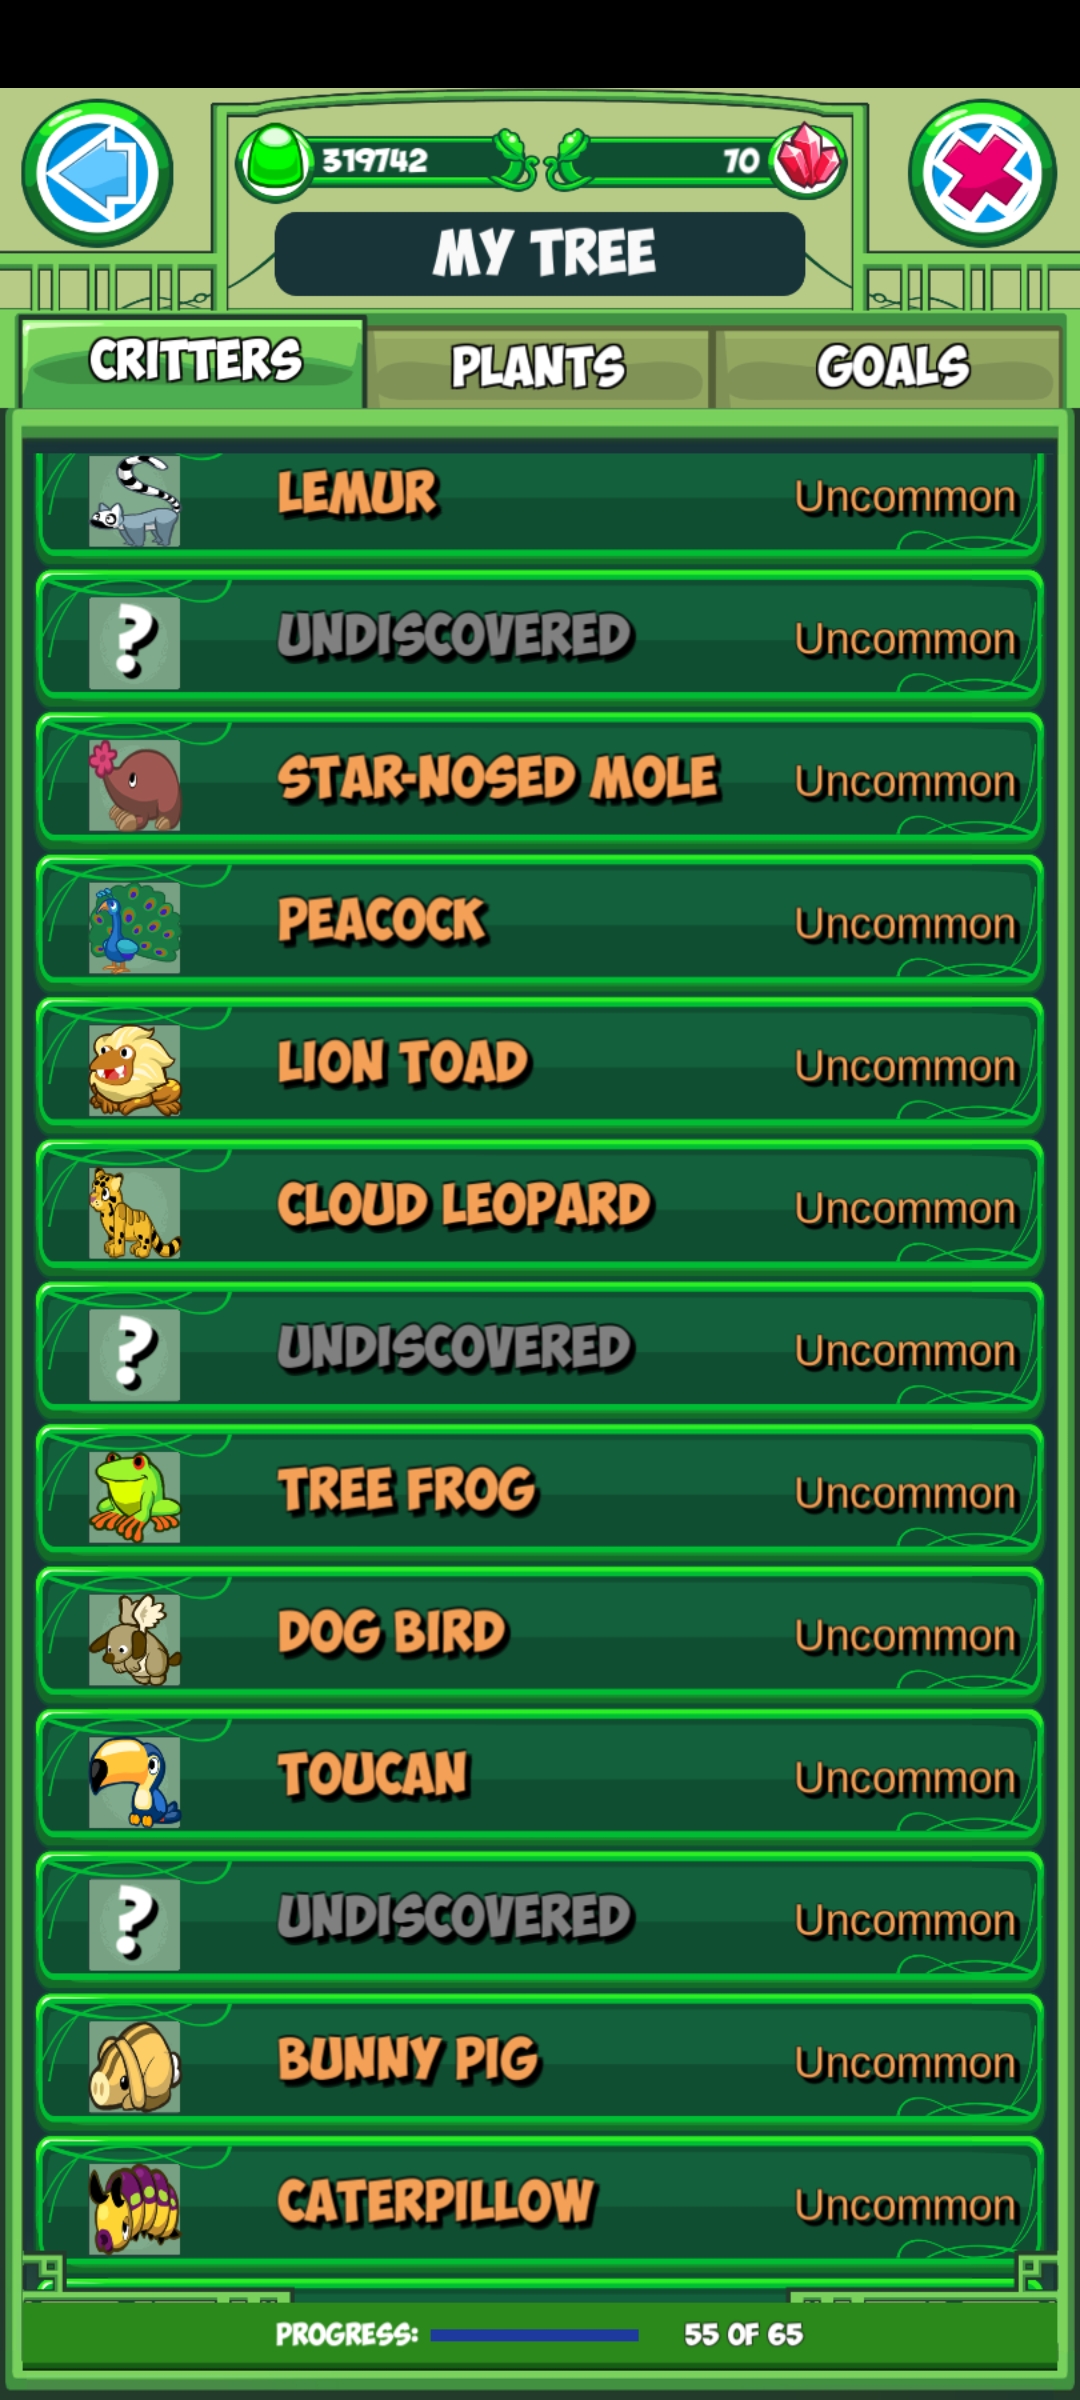 319742
70
MY TREE
CRITTERS
PLANTS
GOALS
LEMUR Uncommon
? UNDISCOVERED Uncommon
STAR-NOSED MOLE Uncommon
PEACOCK Uncommon
LION TOAD Uncommon
CLOUD LEOPARD Uncommon
? UNDISCOVERED Uncommon
TREE FROG Uncommon
DOG BIRD Uncommon
TOUCAN Uncommon
? UNDISCOVERED Uncommon
BUNNY PIG Uncommon
CATERPILLOW Uncommon
PROGRESS: 55 OF 65